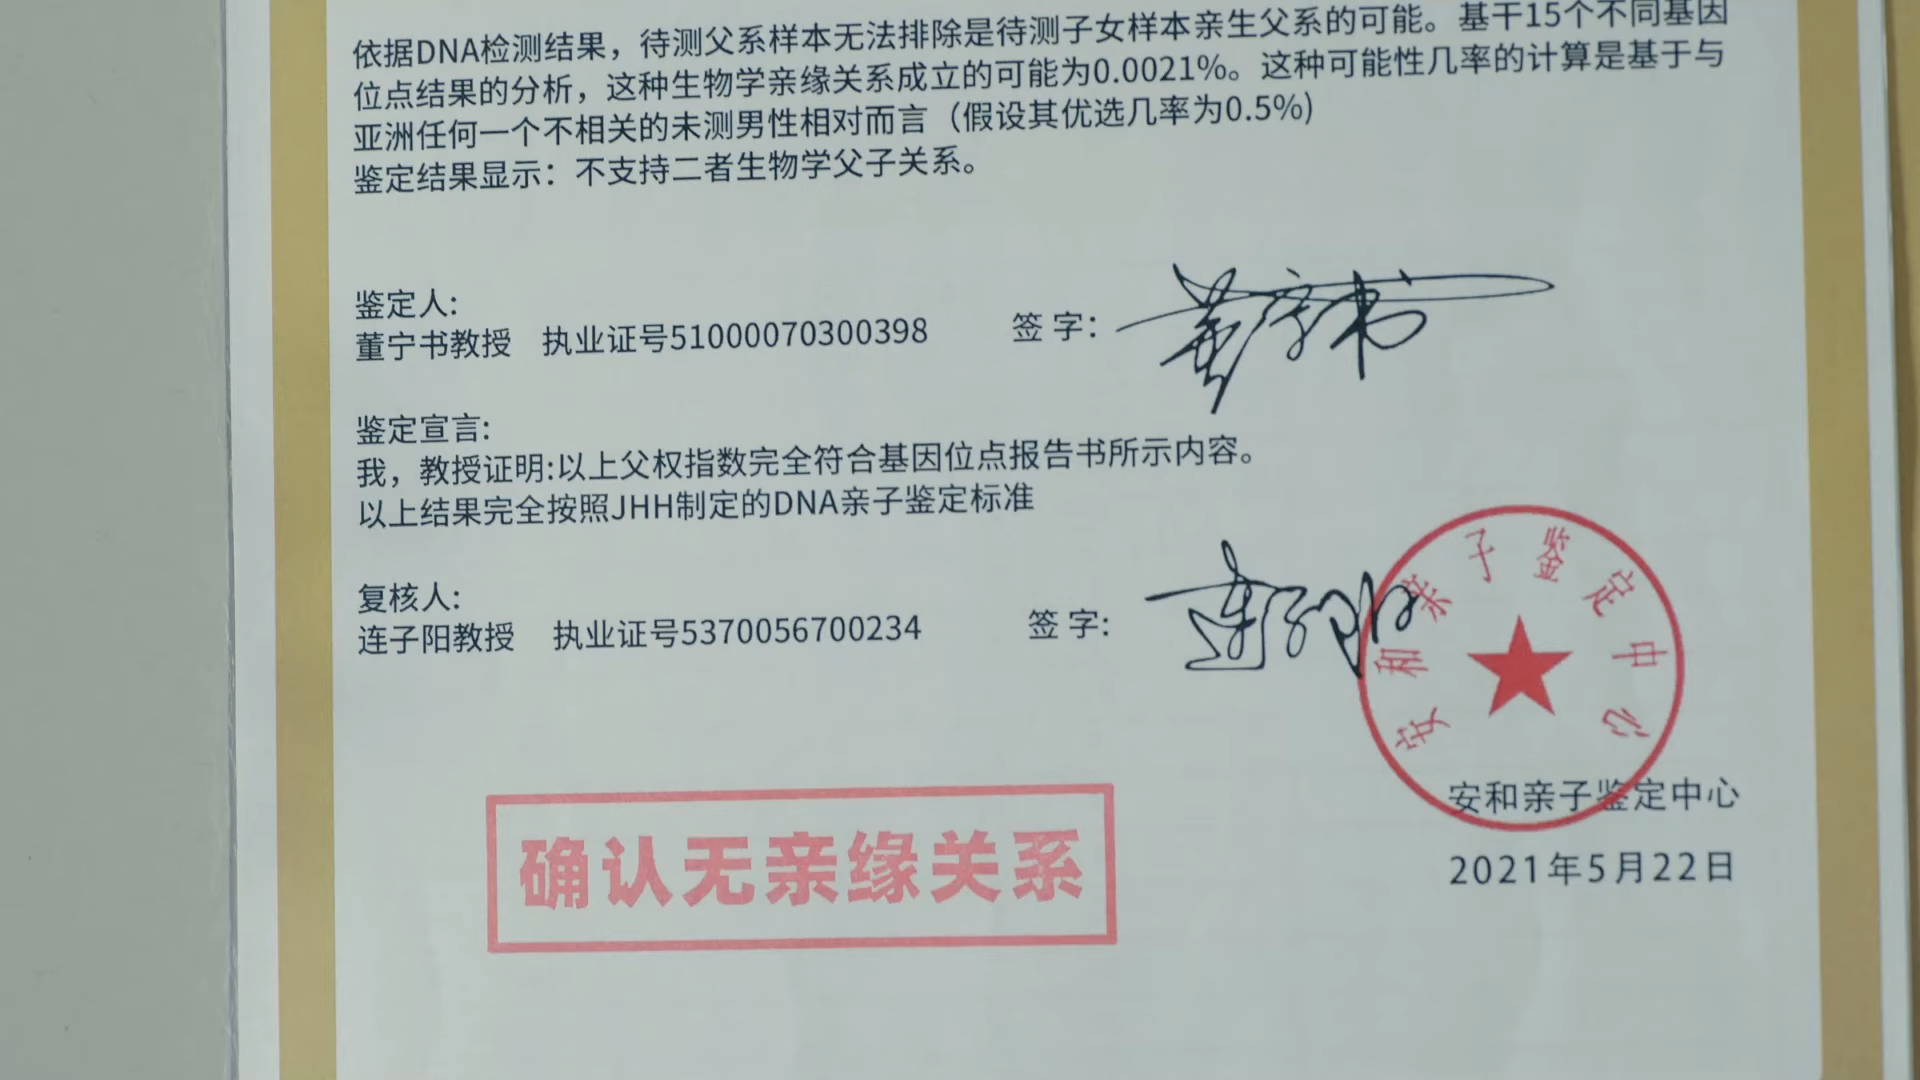 依据DNA检测结果，待测父系样本无法排除是待测子女样本亲生父系的可能。基干15个不同基因
位点结果的分析，这种生物学亲缘关系成立的可能为0.0021%。这种可能性几率的计算是基于与
亚洲任何一个不相关的未测男性相对而言（假设其优选几率为0.5%)
鉴定结果显示：不支持二者生物学父子关系。
鉴定人:
董宁书教授 执业证号51000070300398 签 字： 董宁书
鉴定宣言:
我，教授证明:以上父权指数完全符合基因位点报告书所示内容。
以上结果完全按照JHH制定的DNA亲子鉴定标准
复核人:
连子阳教授 执业证号5370056700234 签 字: 连子阳
安和亲子鉴定中心
安和亲子鉴定中心
2021年5月22日
确认无亲缘关系